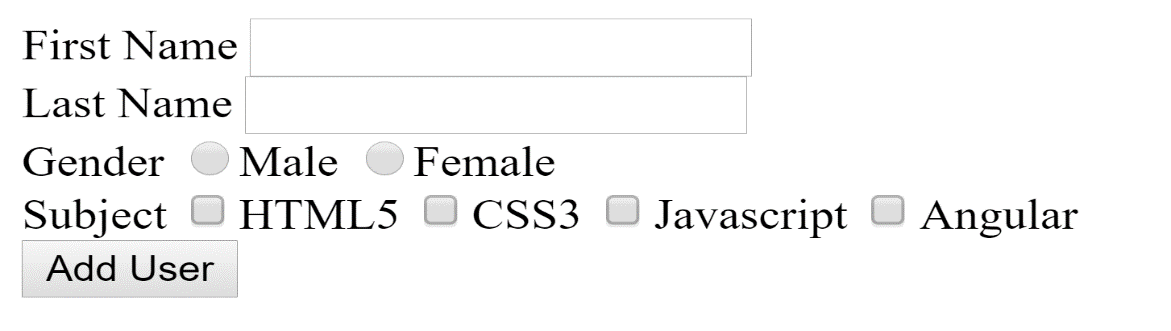 First Name
Last Name
Gender Male Female
Subject HTML5 CSS3 Javascript Angular
Add User